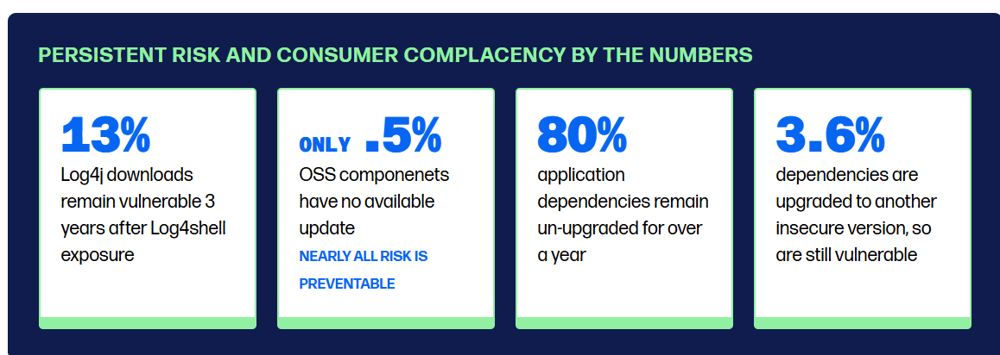 PERSISTENT RISK AND CONSUMER COMPLACENCY BY THE NUMBERS
13%
Log4j downloads
remain vulnerable 3
years after Log4shell
exposure
ONLY .5%
OSS componenets
have no available
update
NEARLY ALL RISK IS
PREVENTABLE
80%
application
dependencies remain
un-upgraded for over
a year
3.6%
dependencies are
upgraded to another
insecure version, so
are still vulnerable